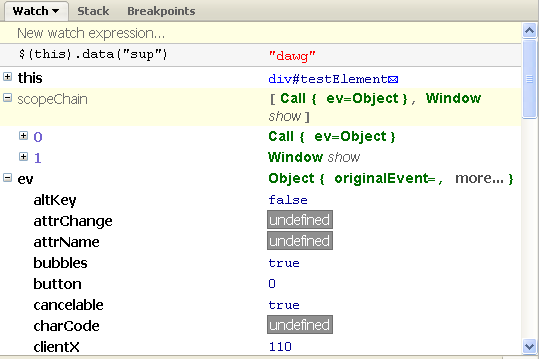 Watch Stack Breakpoints
New watch expression...
$(this).data("sup") "dawg"
this div#testElement
scopeChain [ Call { ev=Object }, Window
show ]
0 Call { ev=Object }
1 Window show
ev Object { originalEvent=, more... }
altKey false
attrChange undefined
attrName undefined
bubbles true
button 0
cancelable true
charCode undefined
clientX 110